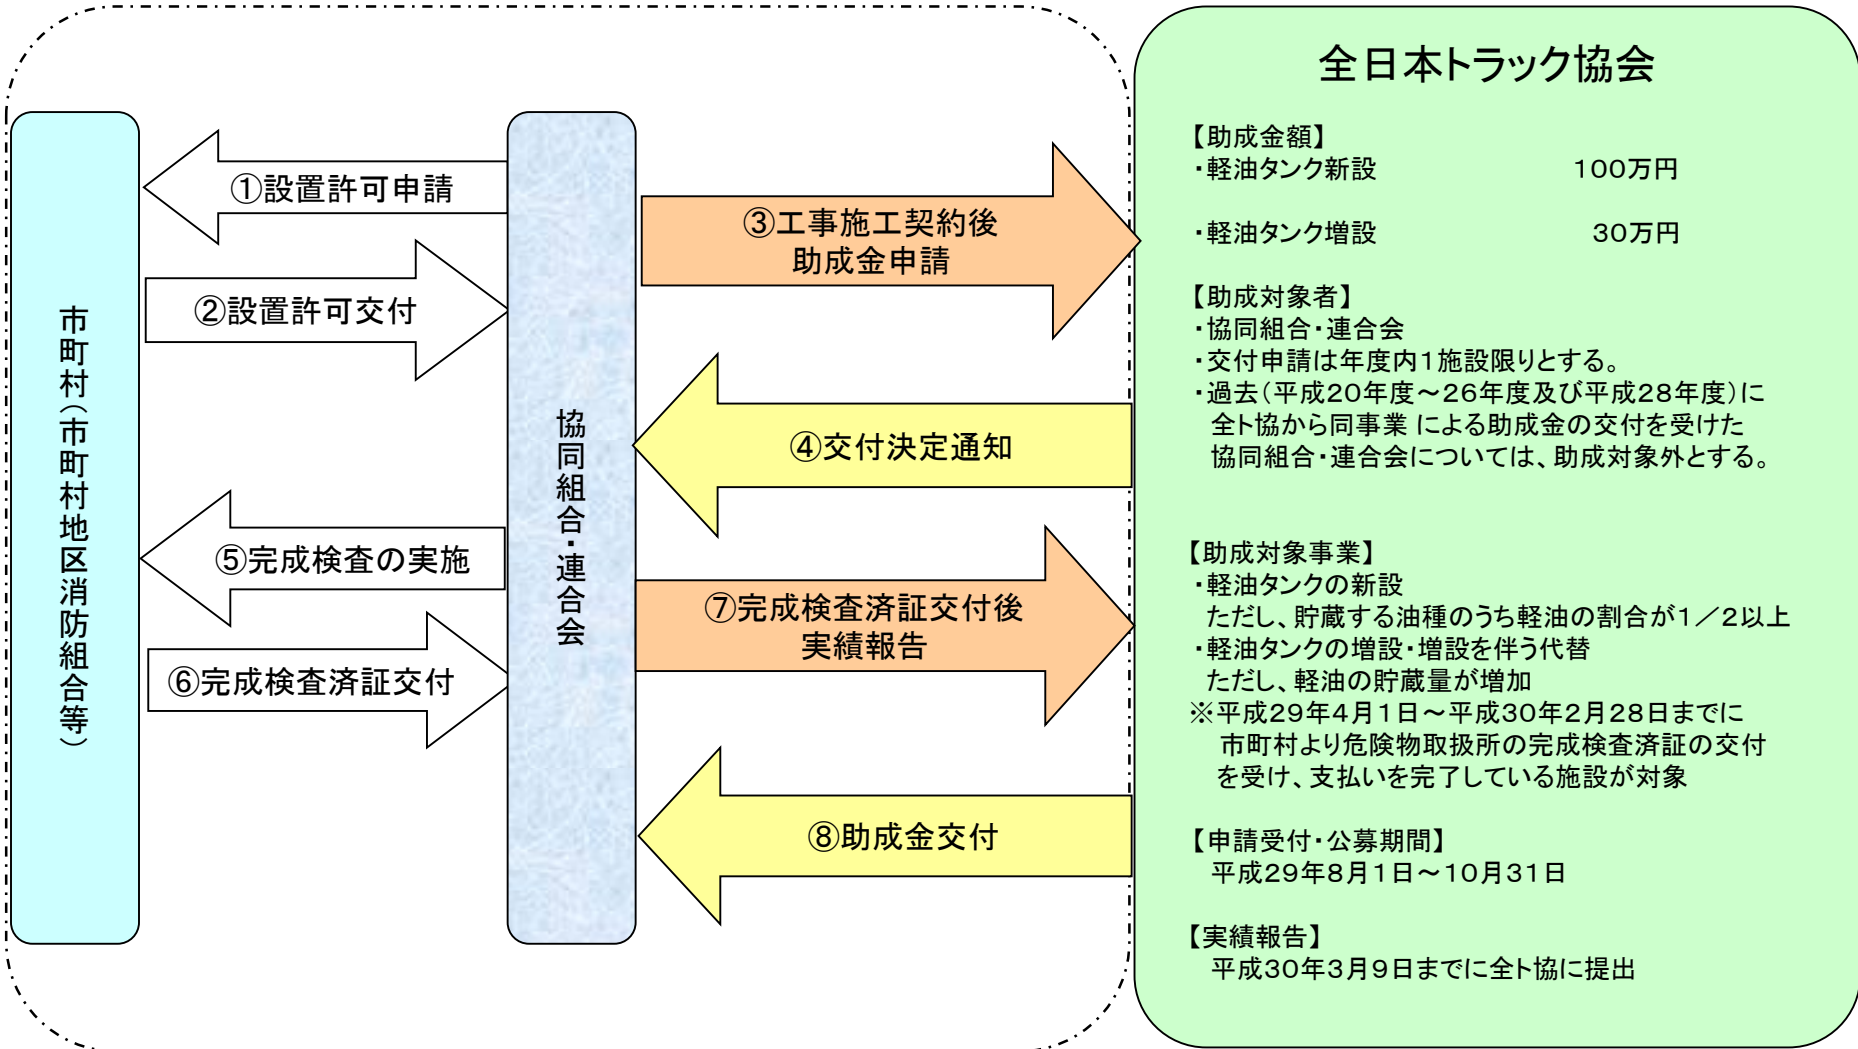 市町村（市町村地区消防組合等）
①設置許可申請
②設置許可交付
⑤完成検査の実施
⑥完成検査済証交付
協同組合・連合会
③工事施工契約後
助成金申請
④交付決定通知
⑦完成検査済証交付後
実績報告
⑧助成金交付
全日本トラック協会
【助成金額】
・軽油タンク新設　　　　　　１００万円
・軽油タンク増設　　　　　　３０万円
【助成対象者】
・協同組合・連合会
・交付申請は年度内１施設限りとする。
・過去（平成２０年度～２６年度及び平成２８年度）に
全ト協から同事業 による助成金の交付を受けた
協同組合・連合会については、助成対象外とする。
【助成対象事業】
・軽油タンクの新設
ただし、貯蔵する油種のうち軽油の割合が１／２以上
・軽油タンクの増設・増設を伴う代替
ただし、軽油の貯蔵量が増加
※平成２９年４月１日～平成３０年２月２８日までに
市町村より危険物取扱所の完成検査済証の交付
を受け、支払いを完了している施設が対象
【申請受付・公募期間】
平成２９年８月１日～１０月３１日
【実績報告】
平成３０年３月９日までに全ト協に提出